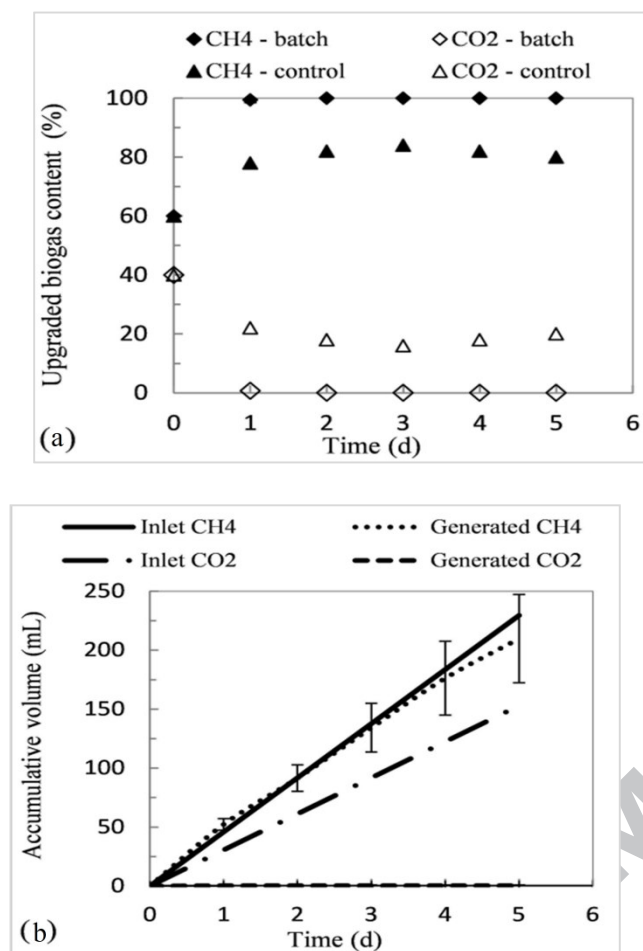 CH4 - batch CO2 - batch
CH4 - control CO2 - control
Upgraded biogas content (%)
100
80
60
40
20
0
0 1 2 3 4 5 6
Time (d)
(a)
Inlet CH4 Generated CH4
Inlet CO2 Generated CO2
Accumulative volume (mL)
250
200
150
100
50
0
0 1 2 3 4 5 6
Time (d)
(b)